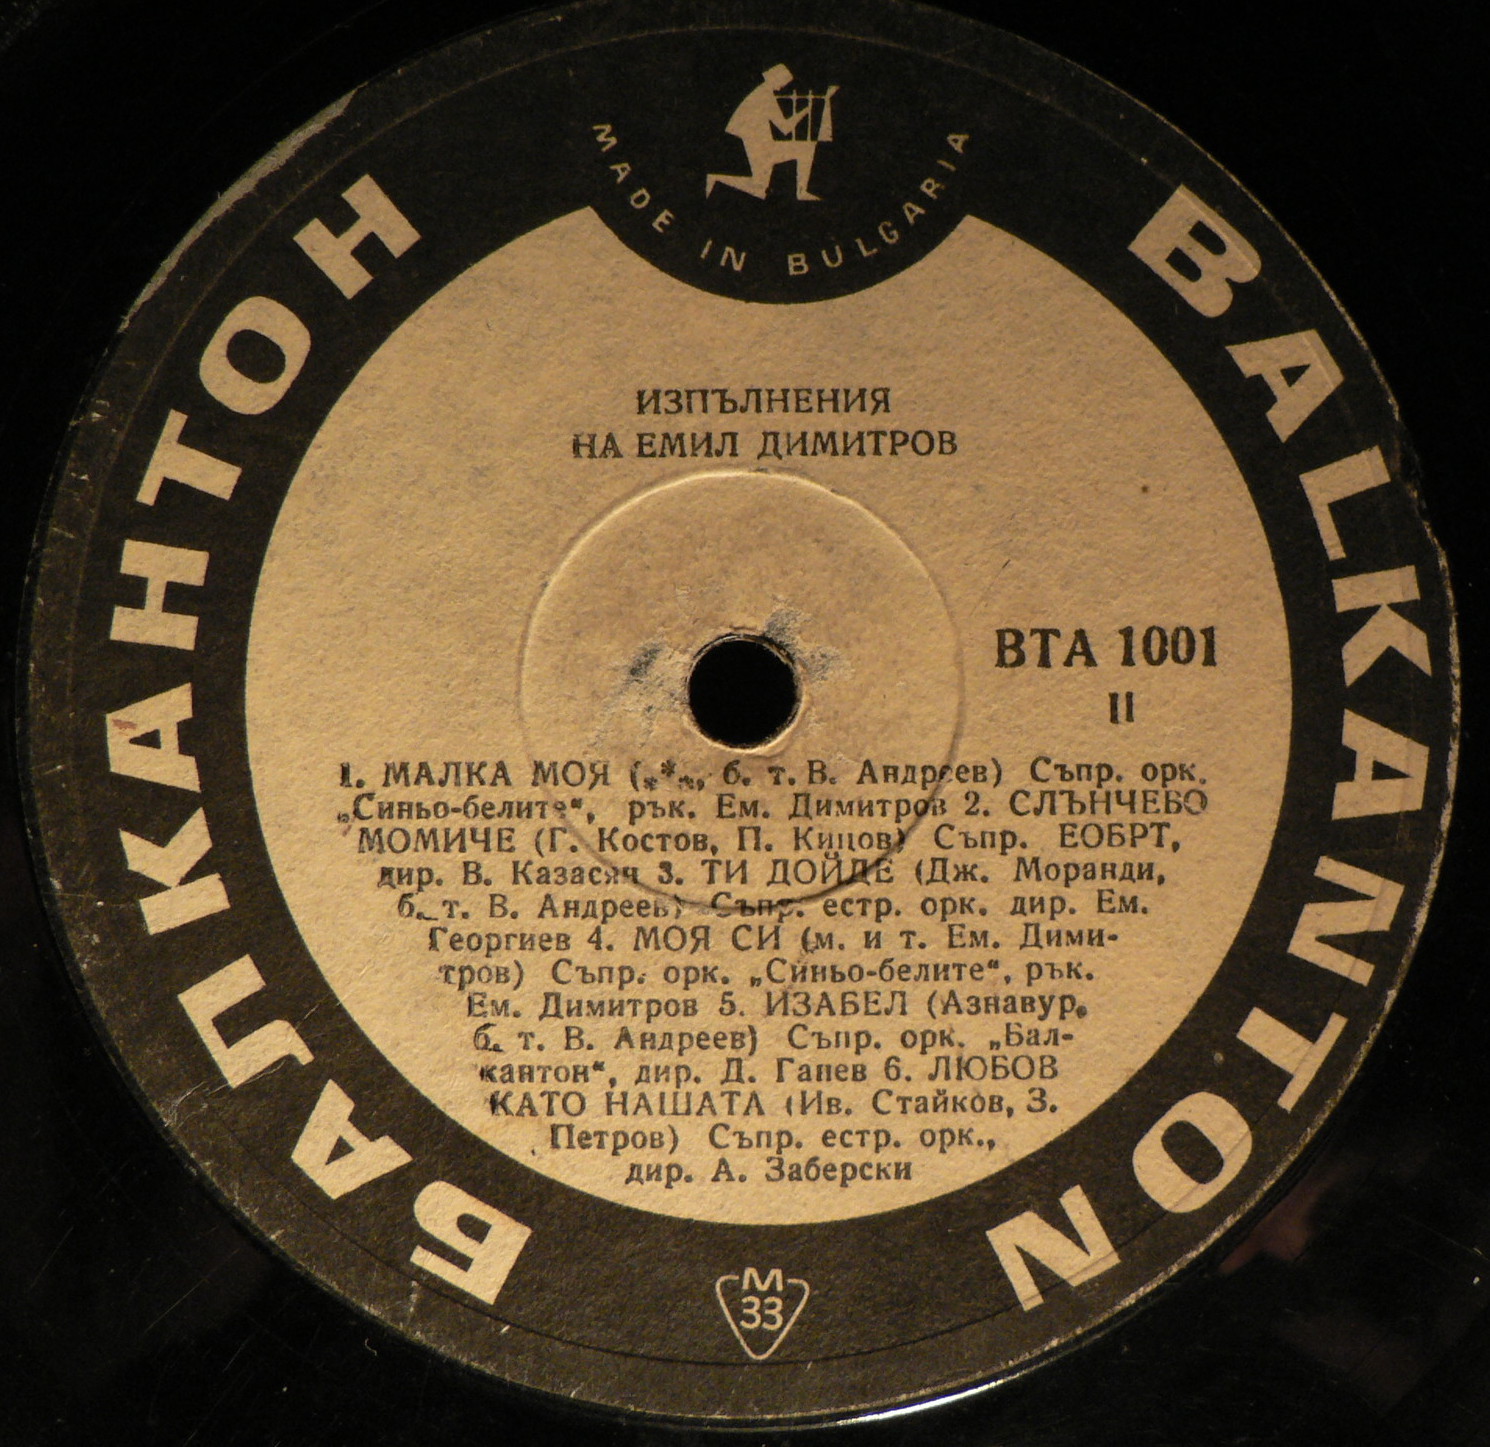 MADE IN BULGARIA
БАЛКАНТОН
BALKANTON
ИЗПЪЛНЕНИЯ
НА ЕМИЛ ДИМИТРОВ
ВТА 1001
II
1. МАЛКА МОЯ („*“, б. т. В. Андреев) Съпр. орк.
„Синьо-белите“, рък. Ем. Димитров 2. СЛЪНЧЕВО
МОМИЧЕ (Г. Костов, П. Кицов) Съпр. ЕОБРТ,
дир. В. Казасян 3. ТИ ДОЙДЕ (Дж. Моранди,
б. т. В. Андреев) Съпр. естр. орк. дир. Ем.
Георгиев 4. МОЯ СИ (м. и т. Ем. Дими-
тров) Съпр. орк. „Синьо-белите“, рък.
Ем. Димитров 5. ИЗАБЕЛ (Азнавур,
б. т. В. Андреев) Съпр. орк. „Бал-
кантон“, дир. Д. Ганев 6. ЛЮБОВ
КАТО НАШАТА (Ив. Стайков, З.
Петров) Съпр. естр. орк.,
дир. А. Заберски
М
33